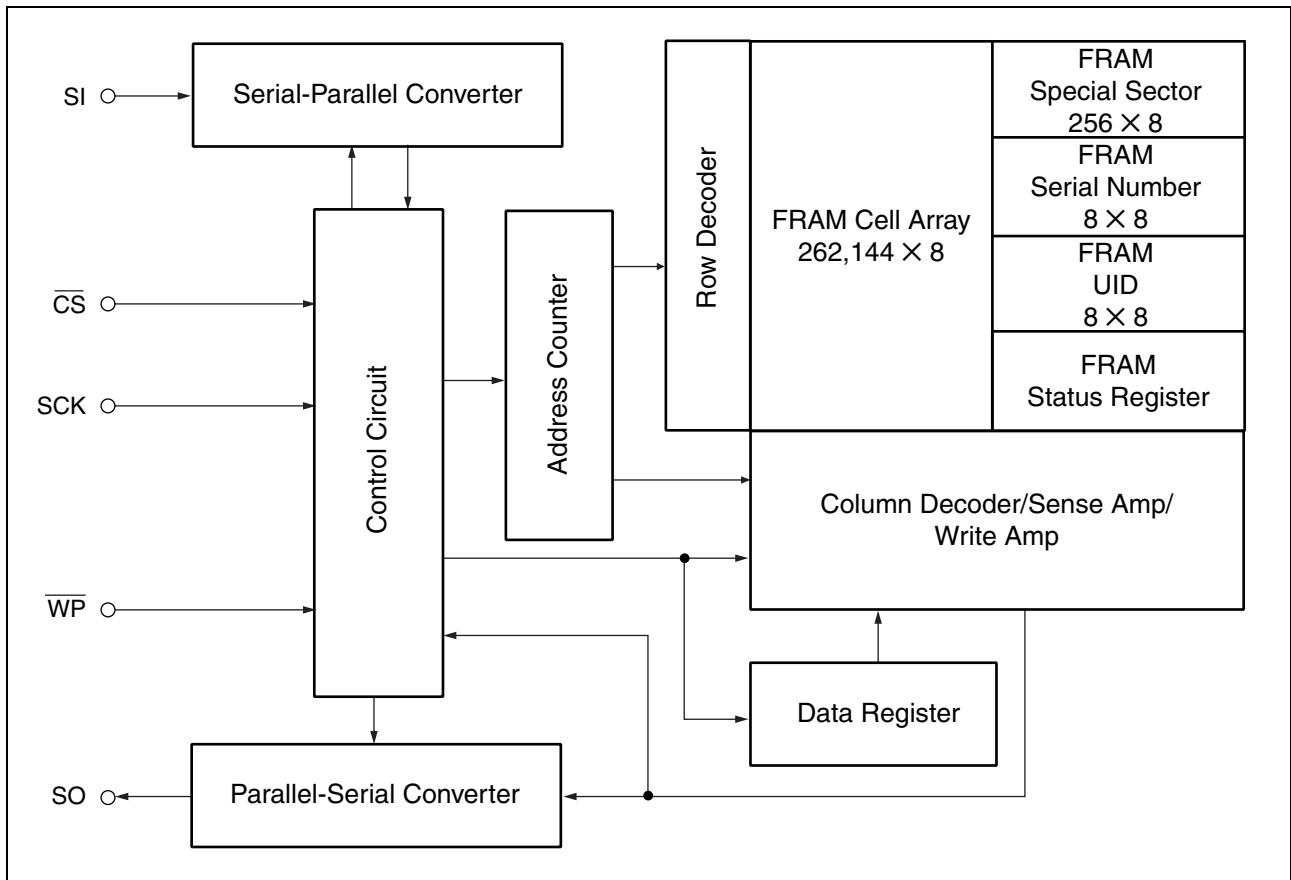 SI
Serial-Parallel Converter
CS
SCK
WP
SO
Control Circuit
Address Counter
Row Decoder
FRAM Cell Array
262,144 × 8
FRAM
Special Sector
256 × 8
FRAM
Serial Number
8 × 8
FRAM
UID
8 × 8
FRAM
Status Register
Column Decoder/Sense Amp/
Write Amp
Data Register
Parallel-Serial Converter